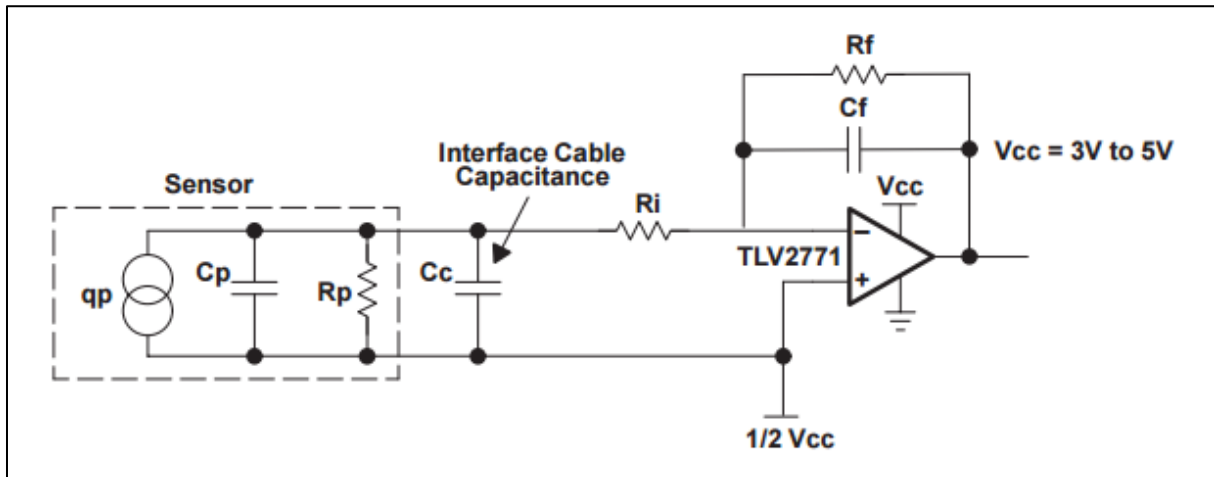 Rf
Cf
Vcc = 3V to 5V
Interface Cable
Capacitance
Sensor
Vcc
Ri
TLV2771
−
+
qp
Cp
Rp
Cc
1/2 Vcc